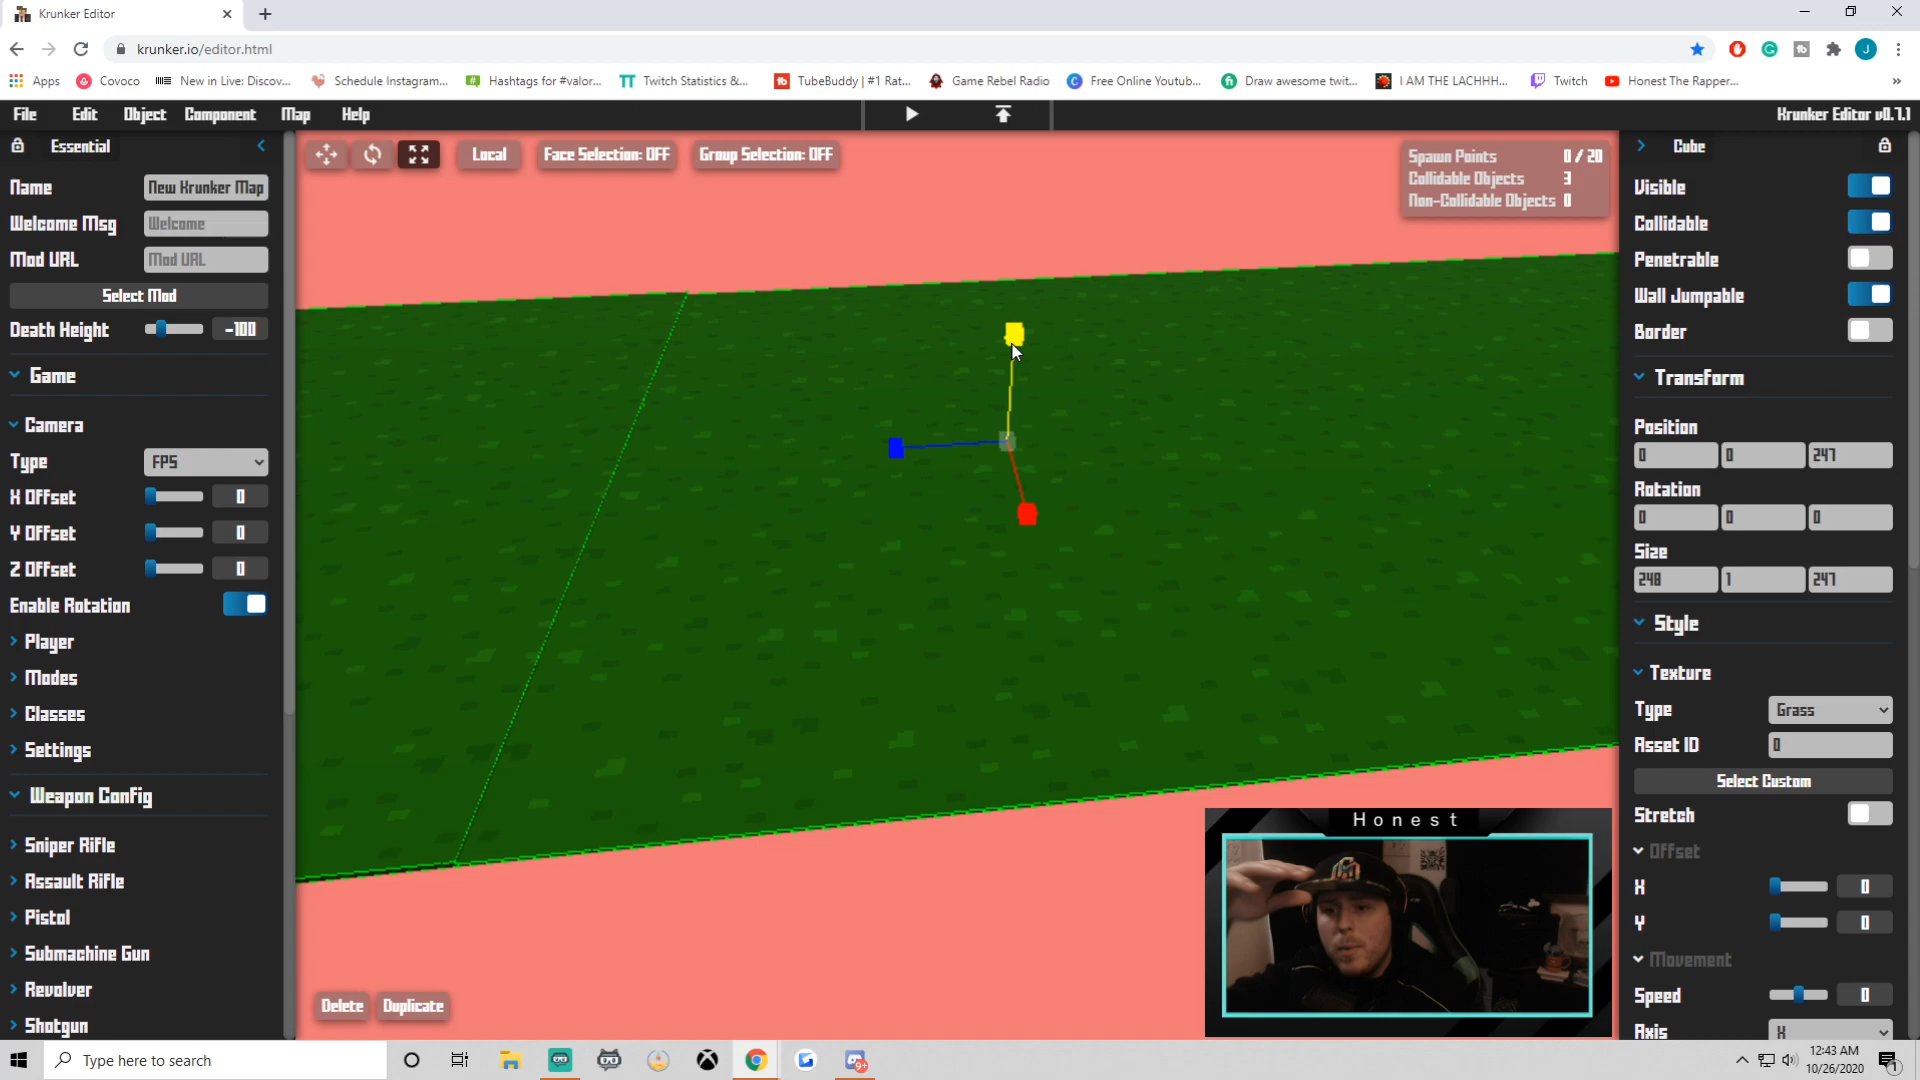 Krunker Editor
krunker.io/editor.html
Apps
Covoco
New in Live: Discov...
Schedule Instagram...
Hashtags for #valor...
Twitch Statistics &...
TubeBuddy | #1 Rat...
Game Rebel Radio
Free Online Youtub...
Draw awesome twit...
I AM THE LACHHH...
Twitch
Honest The Rapper...
File Edit Object Component Map Help
Krunker Editor v0.7.1
Essential
Name New Krunker Map
Welcome Msg Welcome
Mod URL Mod URL
Select Mod
Death Height -100
Game
Camera
Type FPS
X Offset 0
Y Offset 0
Z Offset 0
Enable Rotation
Player
Modes
Classes
Settings
Weapon Config
Sniper Rifle
Assault Rifle
Pistol
Submachine Gun
Revolver
Shotgun
Local Face Selection: OFF Group Selection: OFF
Spawn Points 0 / 20
Collidable Objects 3
Non-Collidable Objects 0
Delete Duplicate
Honest
Cube
Visible
Collidable
Penetrable
Wall Jumpable
Border
Transform
Position
0 0 247
Rotation
0 0 0
Size
248 1 247
Style
Texture
Type Grass
Asset ID 0
Select Custom
Stretch
Offset
X 0
Y 0
Movement
Speed 0
Axis X
Type here to search
9+
12:43 AM
10/26/2020
1